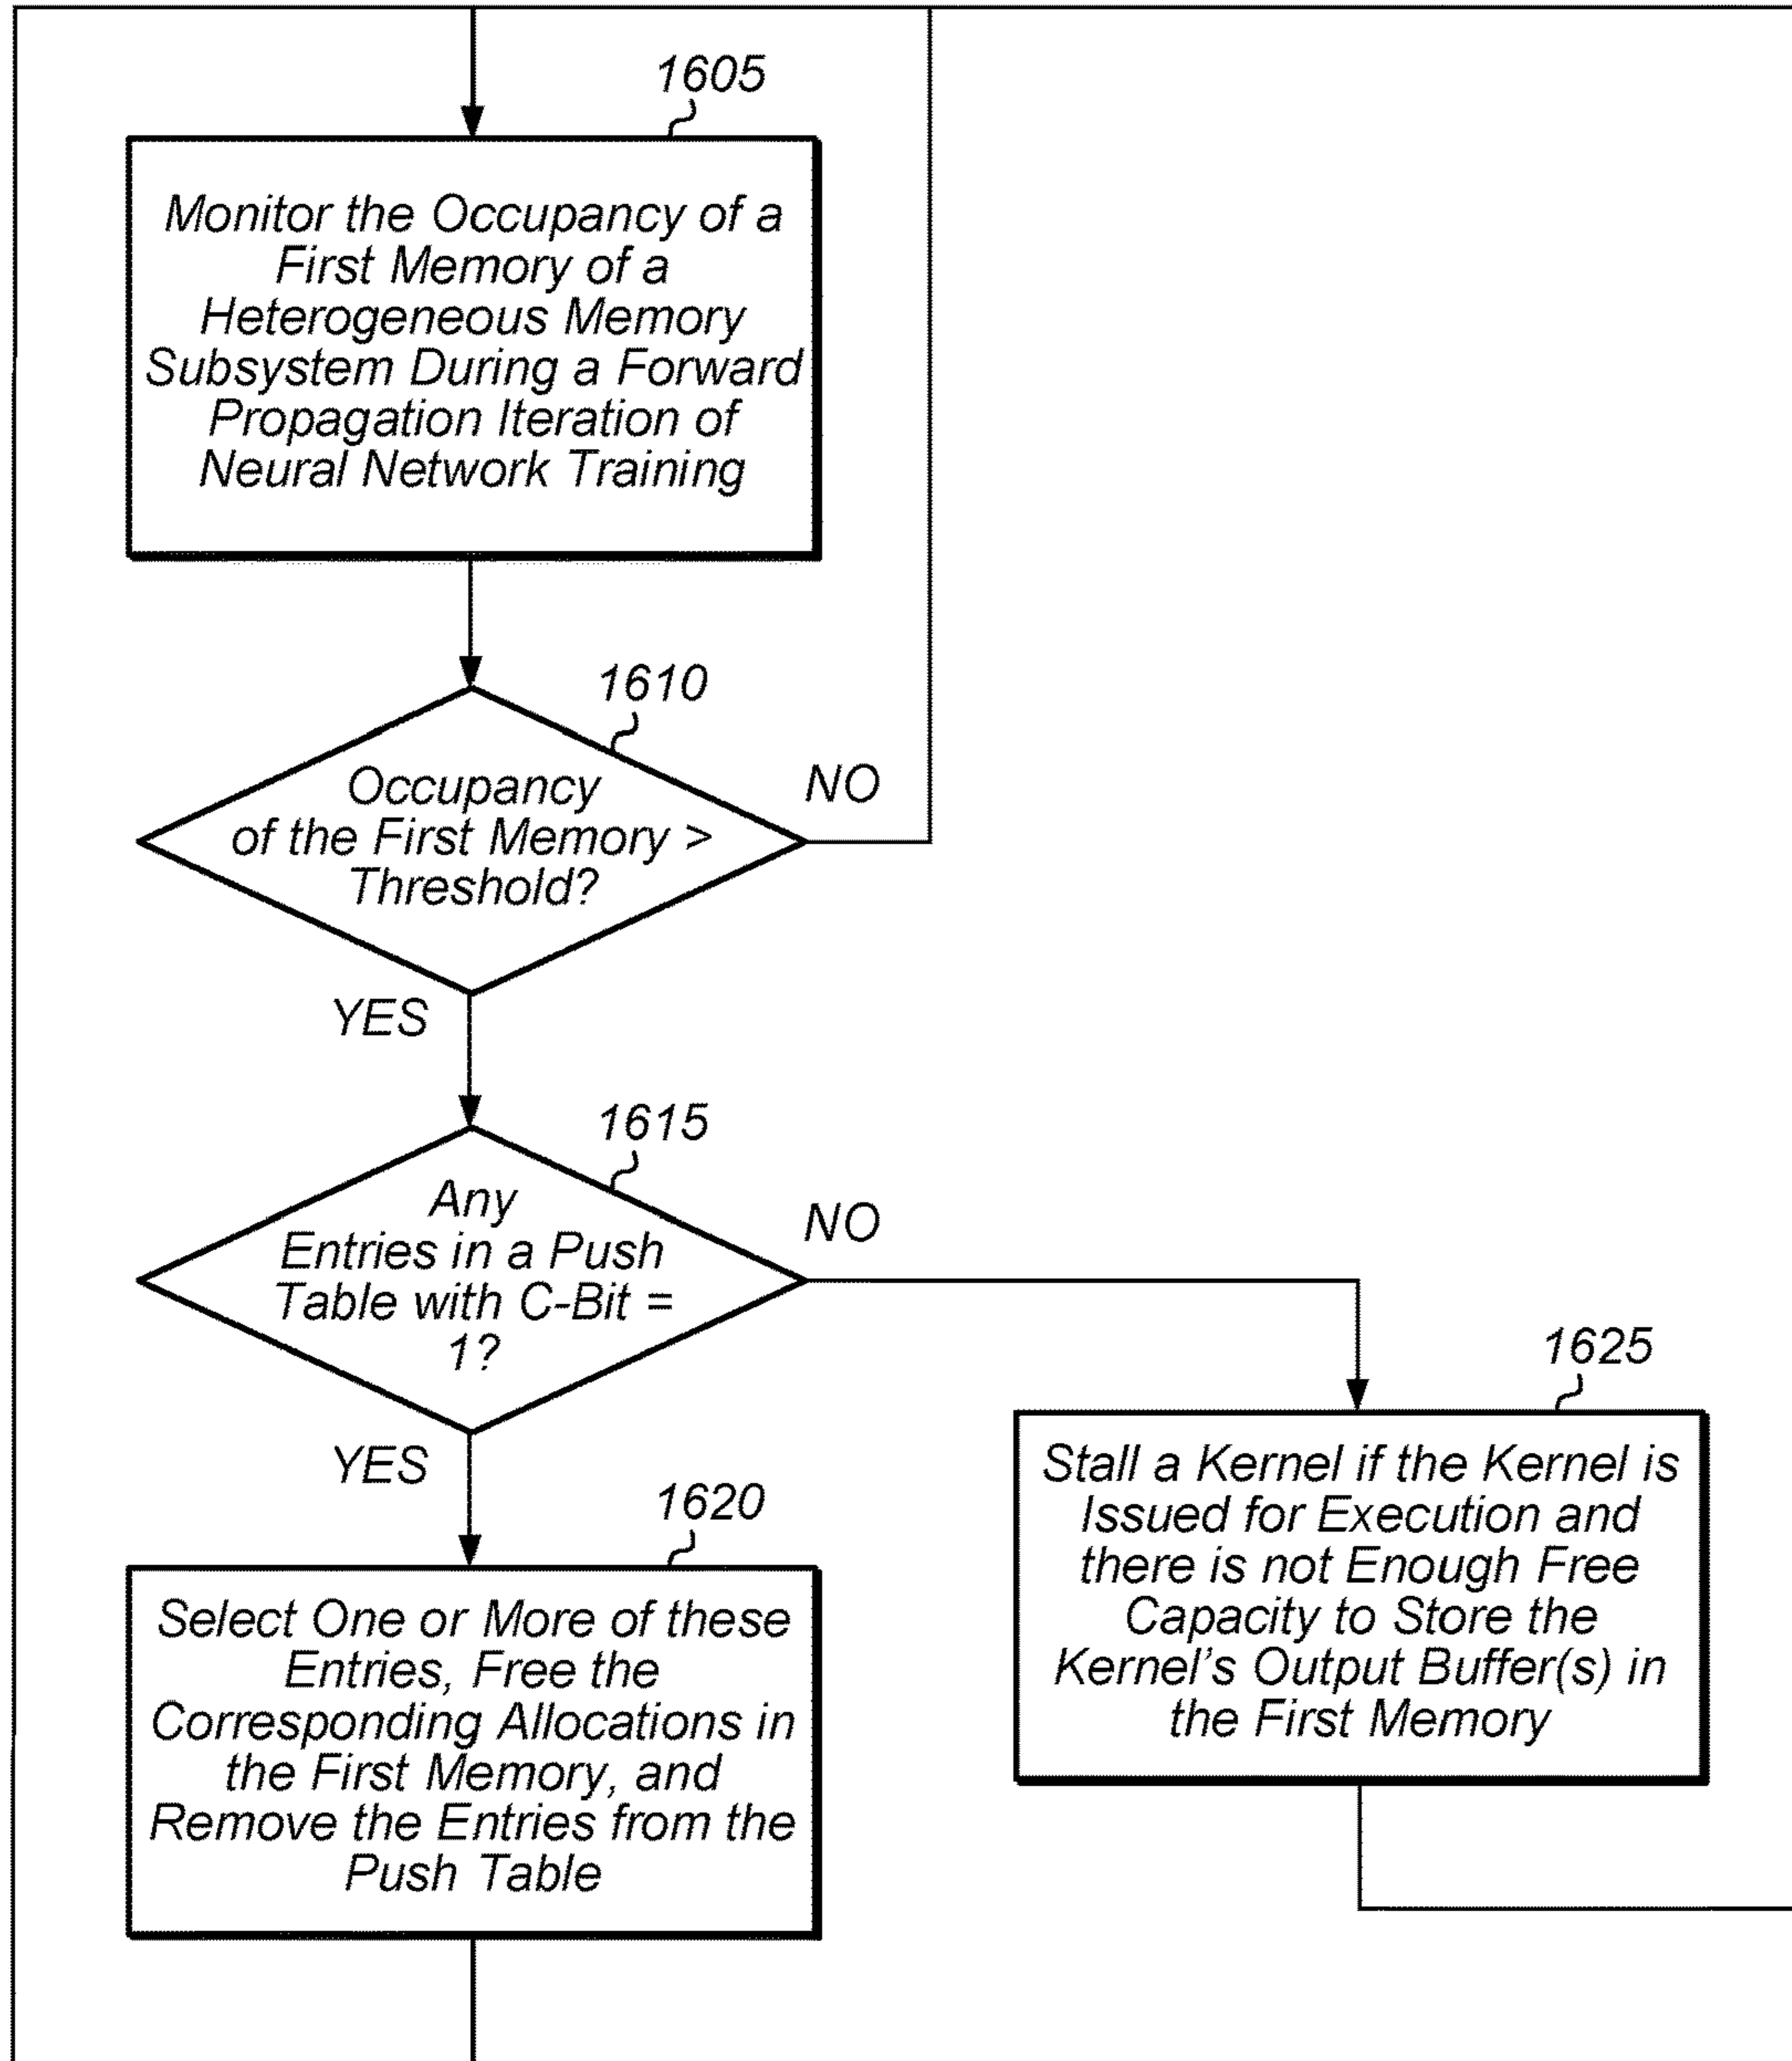 1605
Monitor the Occupancy of a
First Memory of a
Heterogeneous Memory
Subsystem During a Forward
Propagation Iteration of
Neural Network Training
1610
Occupancy
of the First Memory >
Threshold?
NO
YES
1615
Any
Entries in a Push
Table with C-Bit =
1?
NO
YES
1625
Stall a Kernel if the Kernel is
Issued for Execution and
there is not Enough Free
Capacity to Store the
Kernel's Output Buffer(s) in
the First Memory
1620
Select One or More of these
Entries, Free the
Corresponding Allocations in
the First Memory, and
Remove the Entries from the
Push Table